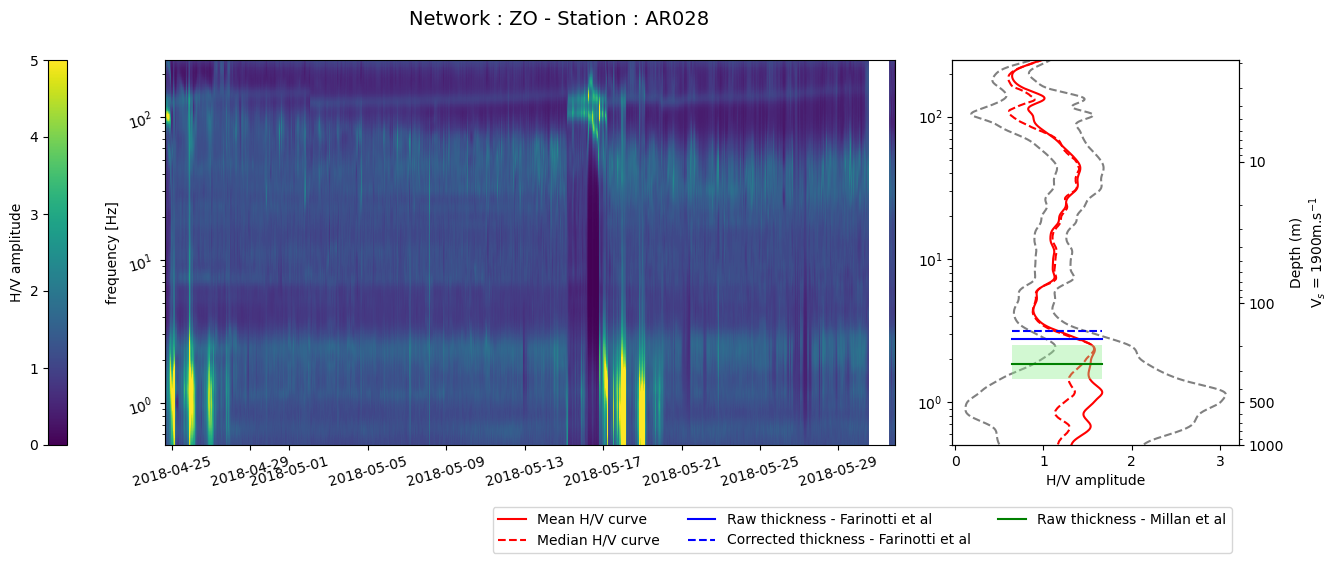 Network : ZO - Station : AR028
5
4
3
2
1
0
H/V amplitude
frequency [Hz]
10²
10¹
10⁰
2018-04-25
2018-04-29
2018-05-01
2018-05-05
2018-05-09
2018-05-13
2018-05-17
2018-05-21
2018-05-25
2018-05-29
10²
10¹
10⁰
0
1
2
3
H/V amplitude
10
100
500
1000
Depth (m)
Vₛ = 1900m.s⁻¹
Mean H/V curve
Median H/V curve
Raw thickness - Farinotti et al
Corrected thickness - Farinotti et al
Raw thickness - Millan et al